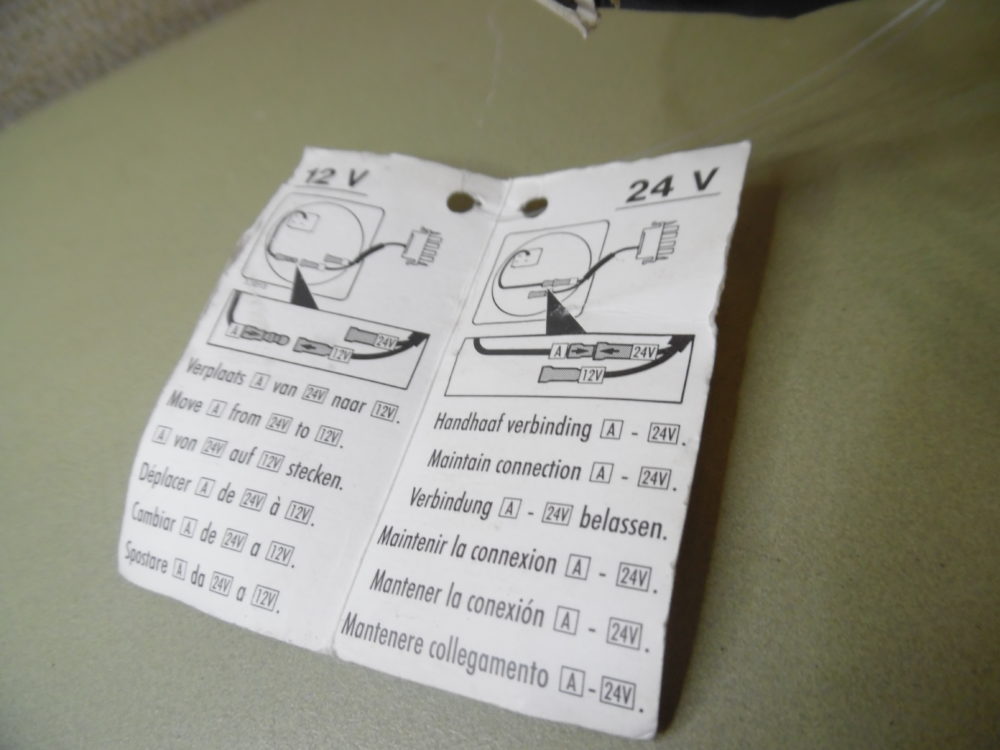 12 V
A
24V
12V
Verplaats A van 24V naar 12V.
Move A from 24V to 12V.
A von 24V auf 12V stecken.
Déplacer A de 24V à 12V.
Cambiar A de 24V a 12V.
Spostare A da 24V a 12V.
24 V
A 24V
12V
Handhaaf verbinding A - 24V.
Maintain connection A - 24V.
Verbindung A - 24V belassen.
Maintenir la connexion A - 24V.
Mantener la conexión A - 24V.
Mantenere collegamento A - 24V.